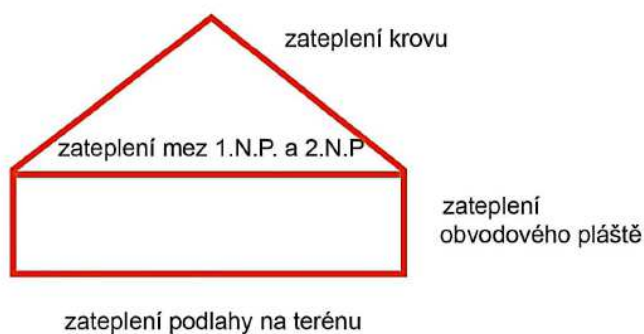 zateplení krovu
zateplení mez 1.N.P. a 2.N.P
zateplení
obvodového pláště
zateplení podlahy na terénu